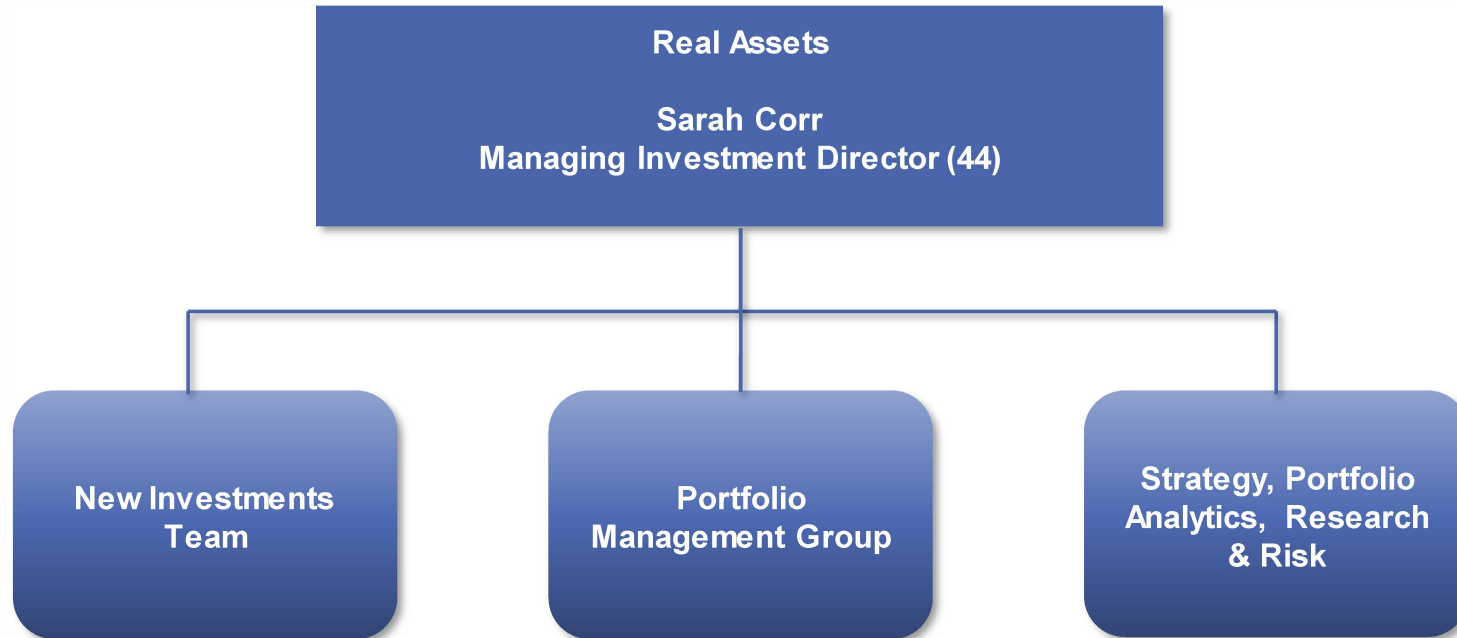 Real Assets
Sarah Corr
Managing Investment Director (44)
New Investments
Team
Portfolio
Management Group
Strategy, Portfolio
Analytics, Research
& Risk